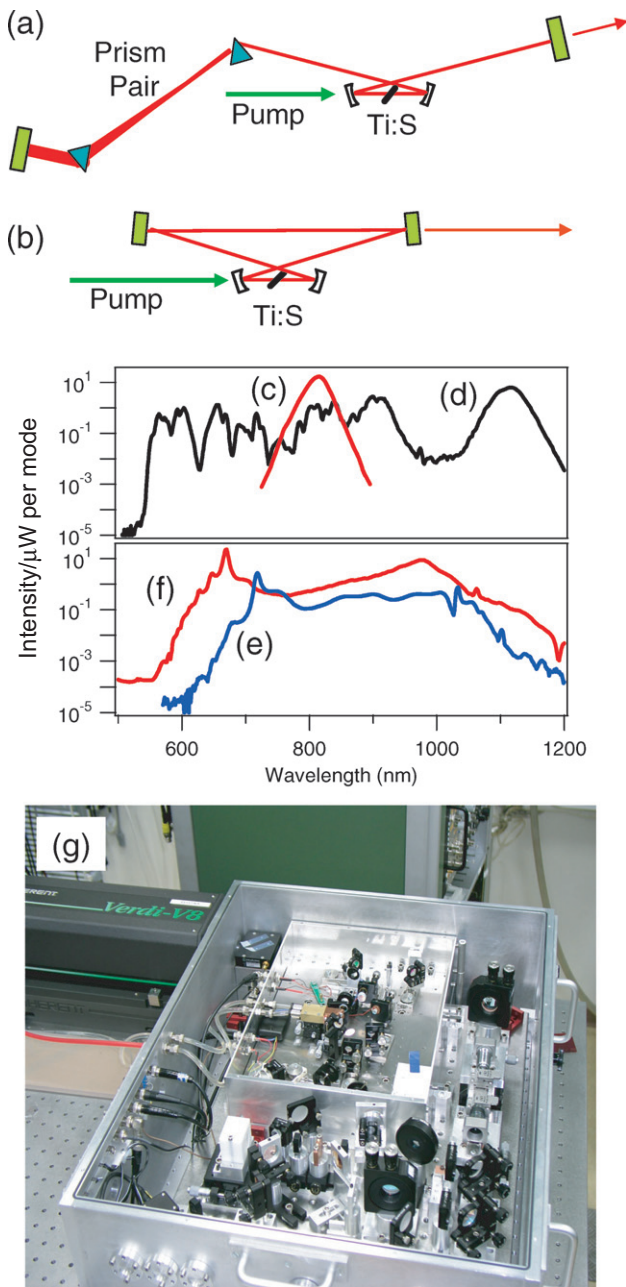 (a)
Prism
Pair
Pump
Ti:S
(b)
Pump
Ti:S
Intensity/μW per mode
10^1
10^-1
10^-3
10^-5
(c)
(d)
10^1
10^-1
10^-3
10^-5
(f)
(e)
600
800
1000
1200
Wavelength (nm)
(g)
ERENT
Verdi-V8